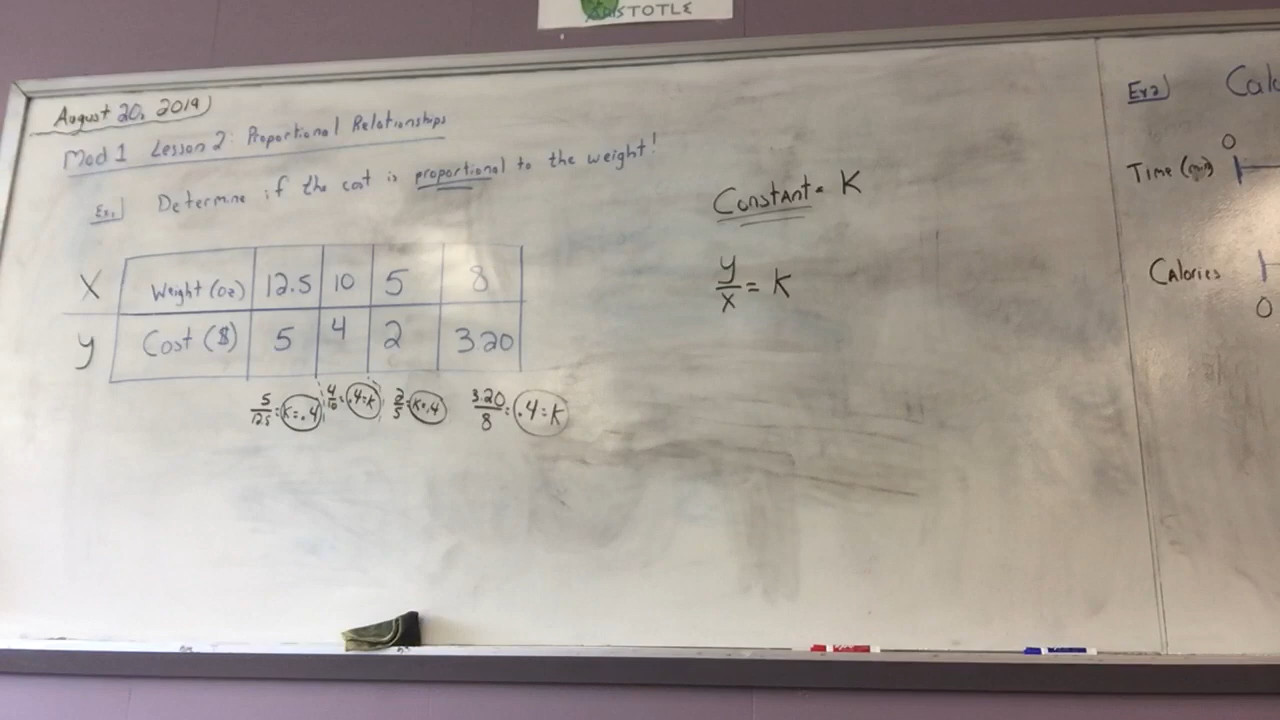 ARISTOTLE
August 20, 2019
Mod 1 Lesson 2: Proportional Relationships
Ex1 Determine if the cost is proportional to the weight!
X Weight (oz) 12.5 10 5 8
y Cost ($) 5 4 2 3.20
5/12.5 = K=.4 4/10 = .4=K 2/5 = K=.4 3.20/8 = .4=K
Constant = K
y/x = K
Ex2
0
Time (min)
Calories
0